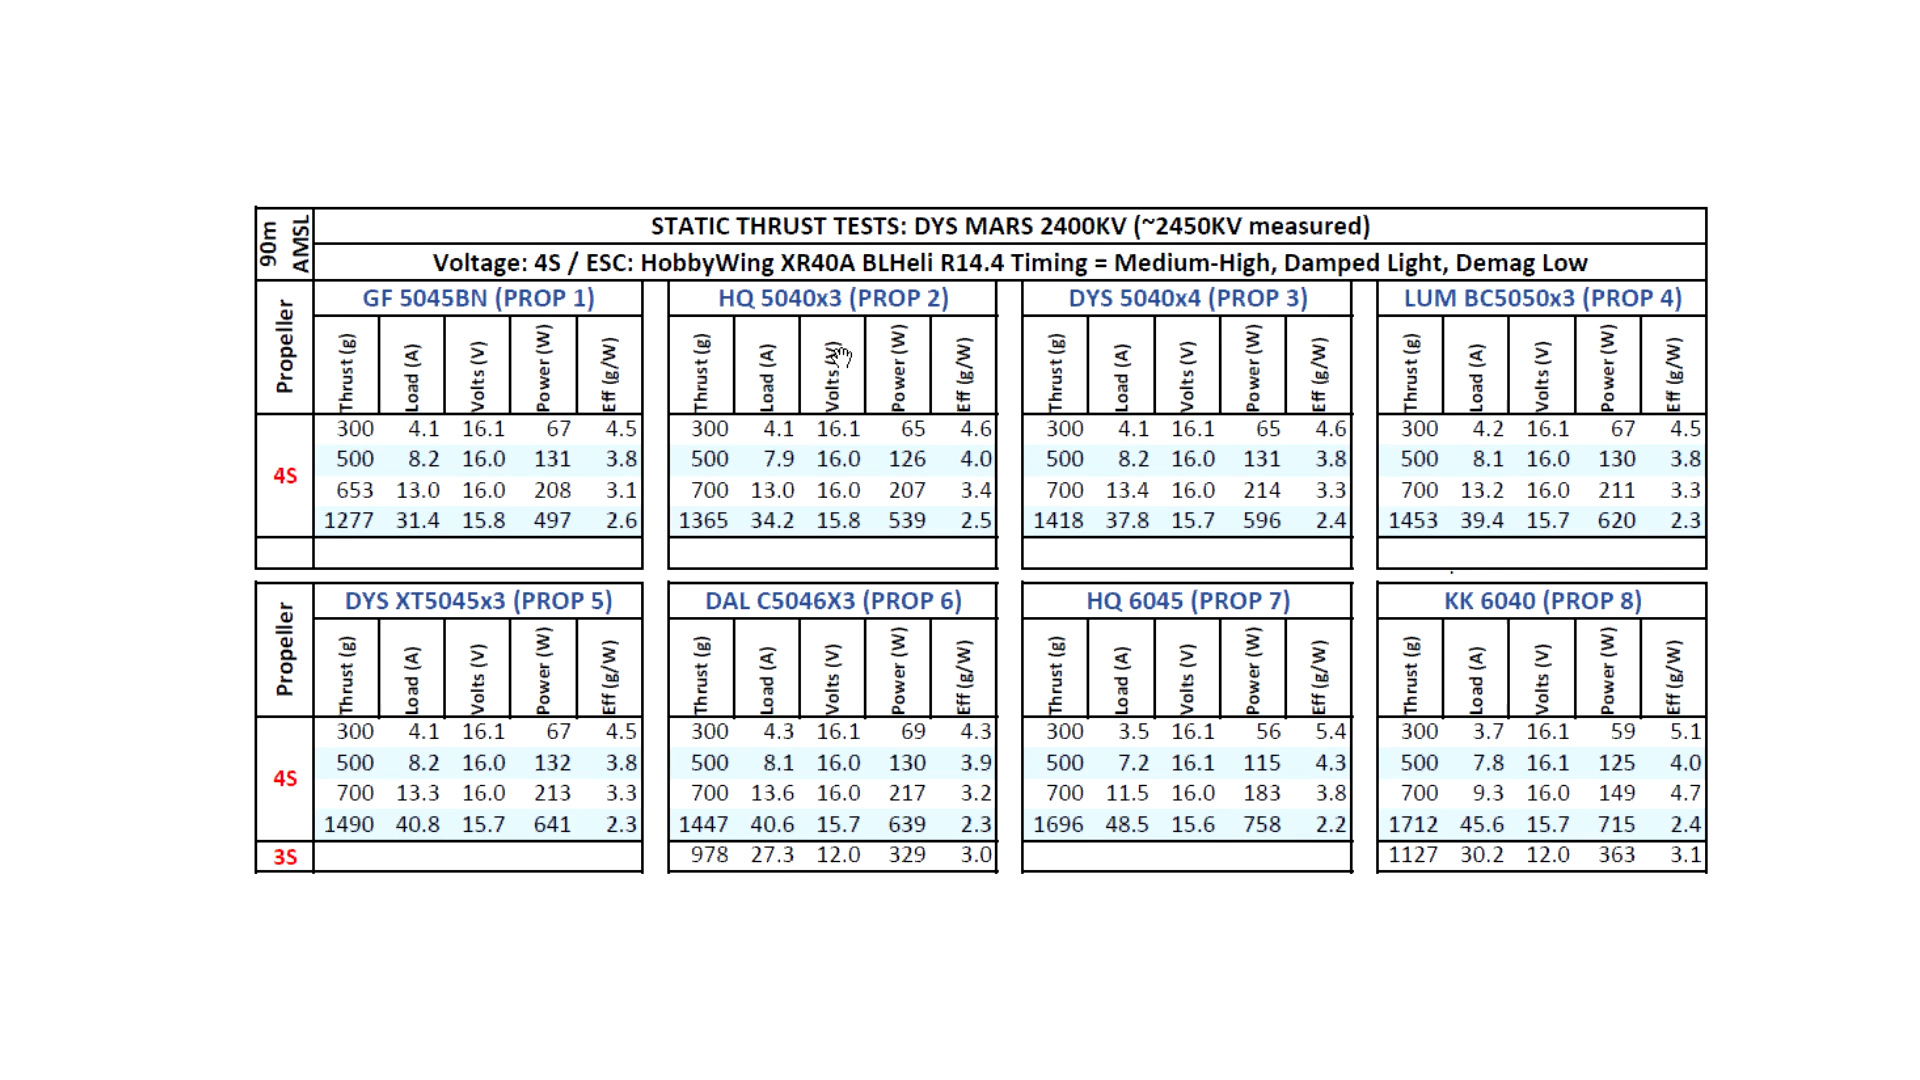 90m AMSL
STATIC THRUST TESTS: DYS MARS 2400KV (~2450KV measured)
Voltage: 4S / ESC: HobbyWing XR40A BLHeli R14.4 Timing = Medium-High, Damped Light, Demag Low
Propeller GF 5045BN (PROP 1) HQ 5040x3 (PROP 2) DYS 5040x4 (PROP 3) LUM BC5050x3 (PROP 4)
Thrust (g) Load (A) Volts (V) Power (W) Eff (g/W) Thrust (g) Load (A) Volts (V) Power (W) Eff (g/W) Thrust (g) Load (A) Volts (V) Power (W) Eff (g/W) Thrust (g) Load (A) Volts (V) Power (W) Eff (g/W)
4S
300 4.1 16.1 67 4.5 300 4.1 16.1 65 4.6 300 4.1 16.1 65 4.6 300 4.2 16.1 67 4.5
500 8.2 16.0 131 3.8 500 7.9 16.0 126 4.0 500 8.2 16.0 131 3.8 500 8.1 16.0 130 3.8
653 13.0 16.0 208 3.1 700 13.0 16.0 207 3.4 700 13.4 16.0 214 3.3 700 13.2 16.0 211 3.3
1277 31.4 15.8 497 2.6 1365 34.2 15.8 539 2.5 1418 37.8 15.7 596 2.4 1453 39.4 15.7 620 2.3
Propeller DYS XT5045x3 (PROP 5) DAL C5046X3 (PROP 6) HQ 6045 (PROP 7) KK 6040 (PROP 8)
Thrust (g) Load (A) Volts (V) Power (W) Eff (g/W) Thrust (g) Load (A) Volts (V) Power (W) Eff (g/W) Thrust (g) Load (A) Volts (V) Power (W) Eff (g/W) Thrust (g) Load (A) Volts (V) Power (W) Eff (g/W)
4S
300 4.1 16.1 67 4.5 300 4.3 16.1 69 4.3 300 3.5 16.1 56 5.4 300 3.7 16.1 59 5.1
500 8.2 16.0 132 3.8 500 8.1 16.0 130 3.9 500 7.2 16.1 115 4.3 500 7.8 16.1 125 4.0
700 13.3 16.0 213 3.3 700 13.6 16.0 217 3.2 700 11.5 16.0 183 3.8 700 9.3 16.0 149 4.7
1490 40.8 15.7 641 2.3 1447 40.6 15.7 639 2.3 1696 48.5 15.6 758 2.2 1712 45.6 15.7 715 2.4
3S 978 27.3 12.0 329 3.0 1127 30.2 12.0 363 3.1